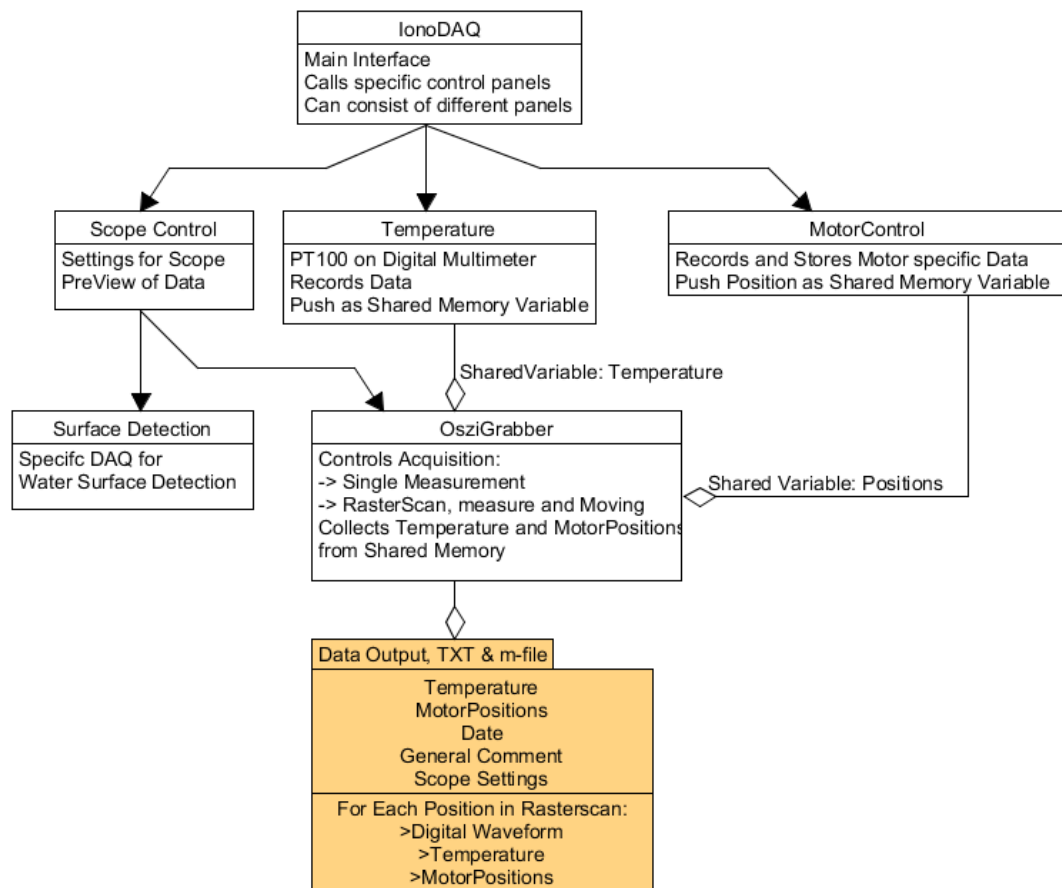 IonoDAQ
Main Interface
Calls specific control panels
Can consist of different panels
Scope Control
Settings for Scope
PreView of Data
Temperature
PT100 on Digital Multimeter
Records Data
Push as Shared Memory Variable
MotorControl
Records and Stores Motor specific Data
Push Position as Shared Memory Variable
SharedVariable: Temperature
Surface Detection
Specifc DAQ for
Water Surface Detection
OsziGrabber
Controls Acquisition:
-> Single Measurement
-> RasterScan, measure and Moving
Collects Temperature and MotorPositions
from Shared Memory
Shared Variable: Positions
Data Output, TXT & m-file
Temperature
MotorPositions
Date
General Comment
Scope Settings
For Each Position in Rasterscan:
>Digital Waveform
>Temperature
>MotorPositions